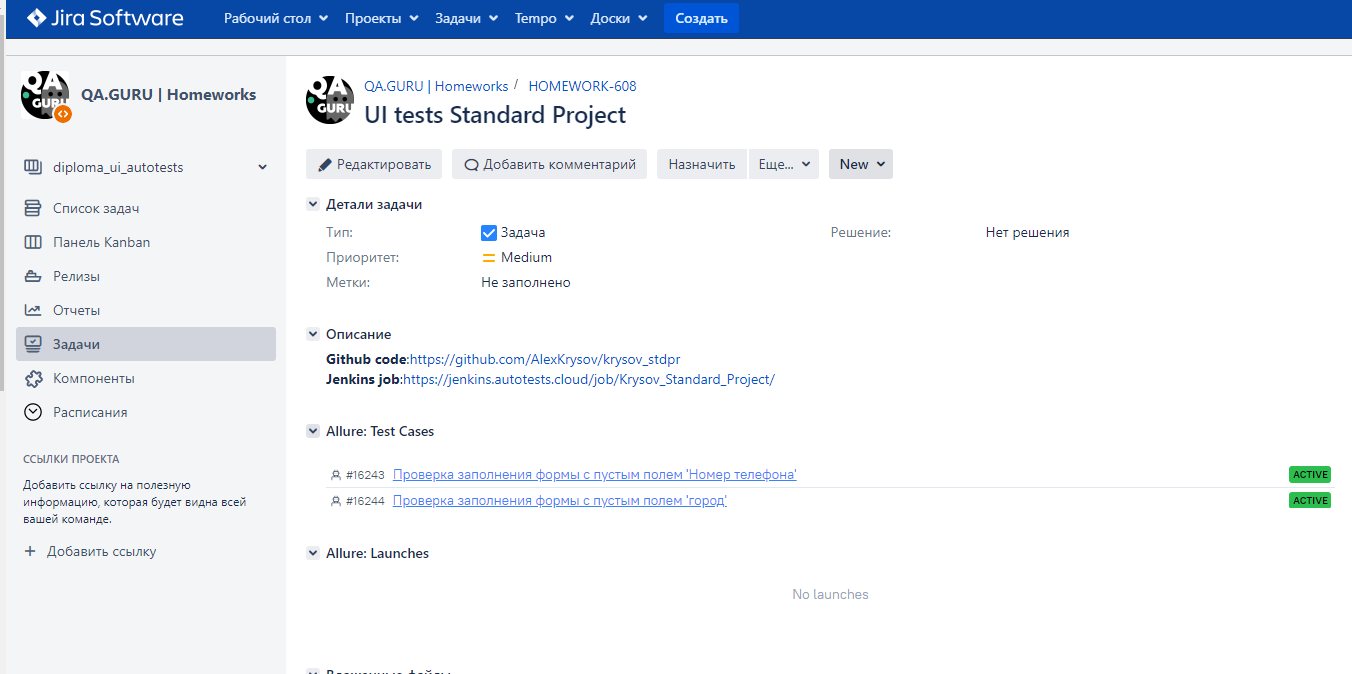 Jira Software
Рабочий стол Проекты Задачи Tempo Доски Создать
QA.GURU | Homeworks
diploma_ui_autotests
Список задач
Панель Kanban
Релизы
Отчеты
Задачи
Компоненты
Расписания
ССЫЛКИ ПРОЕКТА
Добавить ссылку на полезную
информацию, которая будет видна всей
вашей команде.
+ Добавить ссылку
QA.GURU | Homeworks / HOMEWORK-608
UI tests Standard Project
Редактировать Добавить комментарий Назначить Еще... New
Детали задачи
Тип: Задача Решение: Нет решения
Приоритет: Medium
Метки: Не заполнено
Описание
Github code:https://github.com/AlexKrysov/krysov_stdpr
Jenkins job:https://jenkins.autotests.cloud/job/Krysov_Standard_Project/
Allure: Test Cases
#16243 Проверка заполнения формы с пустым полем 'Номер телефона' ACTIVE
#16244 Проверка заполнения формы с пустым полем 'город' ACTIVE
Allure: Launches
No launches
Вложенные файлы